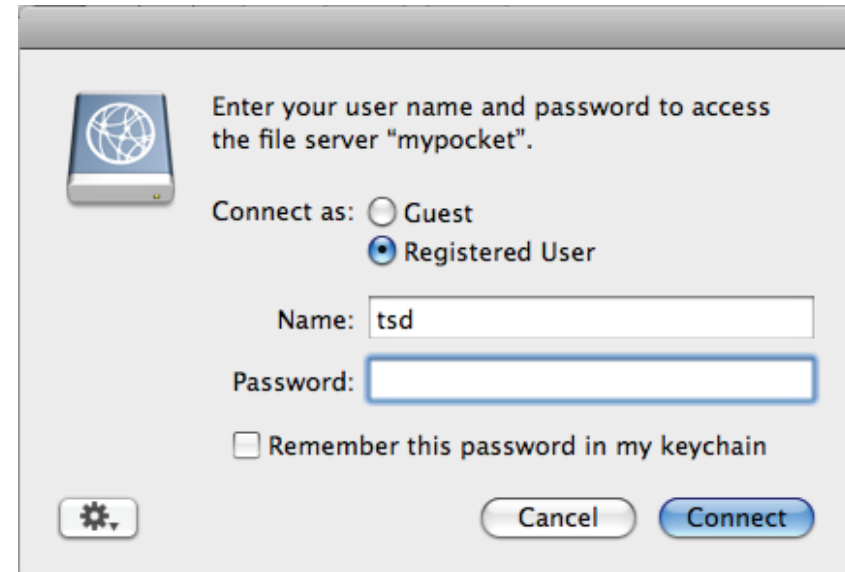 Enter your user name and password to access
the file server “mypocket”.
Connect as: Guest
Registered User
Name: tsd
Password:
Remember this password in my keychain
Cancel Connect